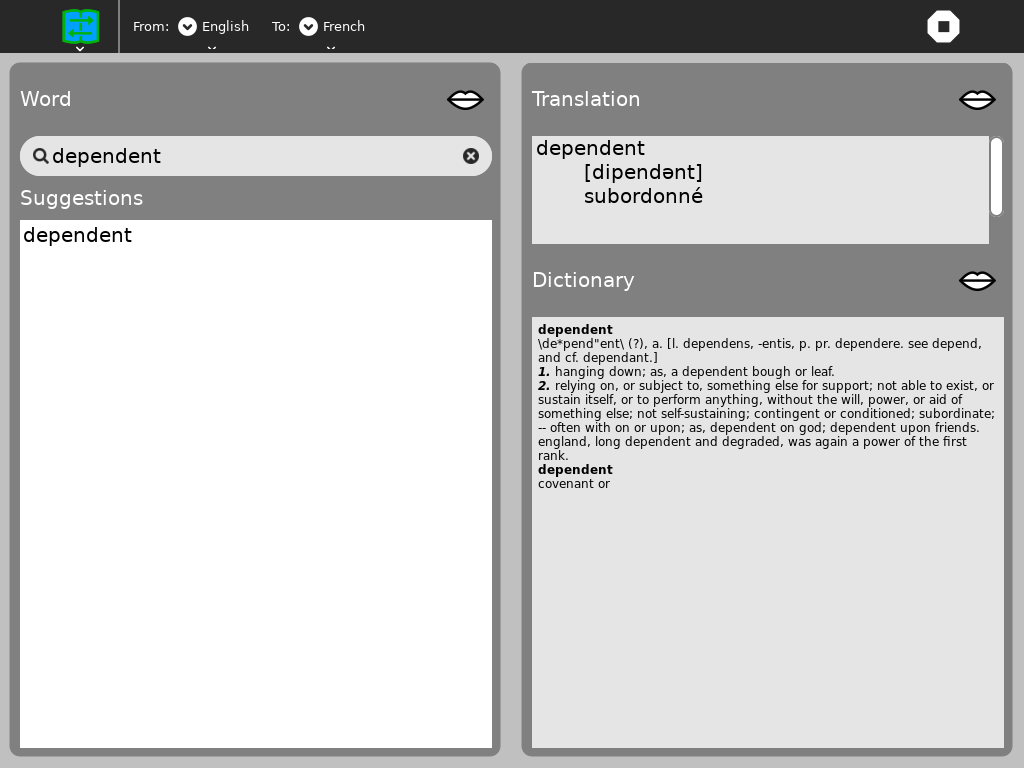 From: English To: French
Word
dependent
Suggestions
dependent
Translation
dependent
[dipendənt]
subordonné
Dictionary
dependent
\de*pend"ent\ (?), a. [l. dependens, -entis, p. pr. dependere. see depend,
and cf. dependant.]
1. hanging down; as, a dependent bough or leaf.
2. relying on, or subject to, something else for support; not able to exist, or
sustain itself, or to perform anything, without the will, power, or aid of
something else; not self-sustaining; contingent or conditioned; subordinate;
-- often with on or upon; as, dependent on god; dependent upon friends.
england, long dependent and degraded, was again a power of the first
rank.
dependent
covenant or